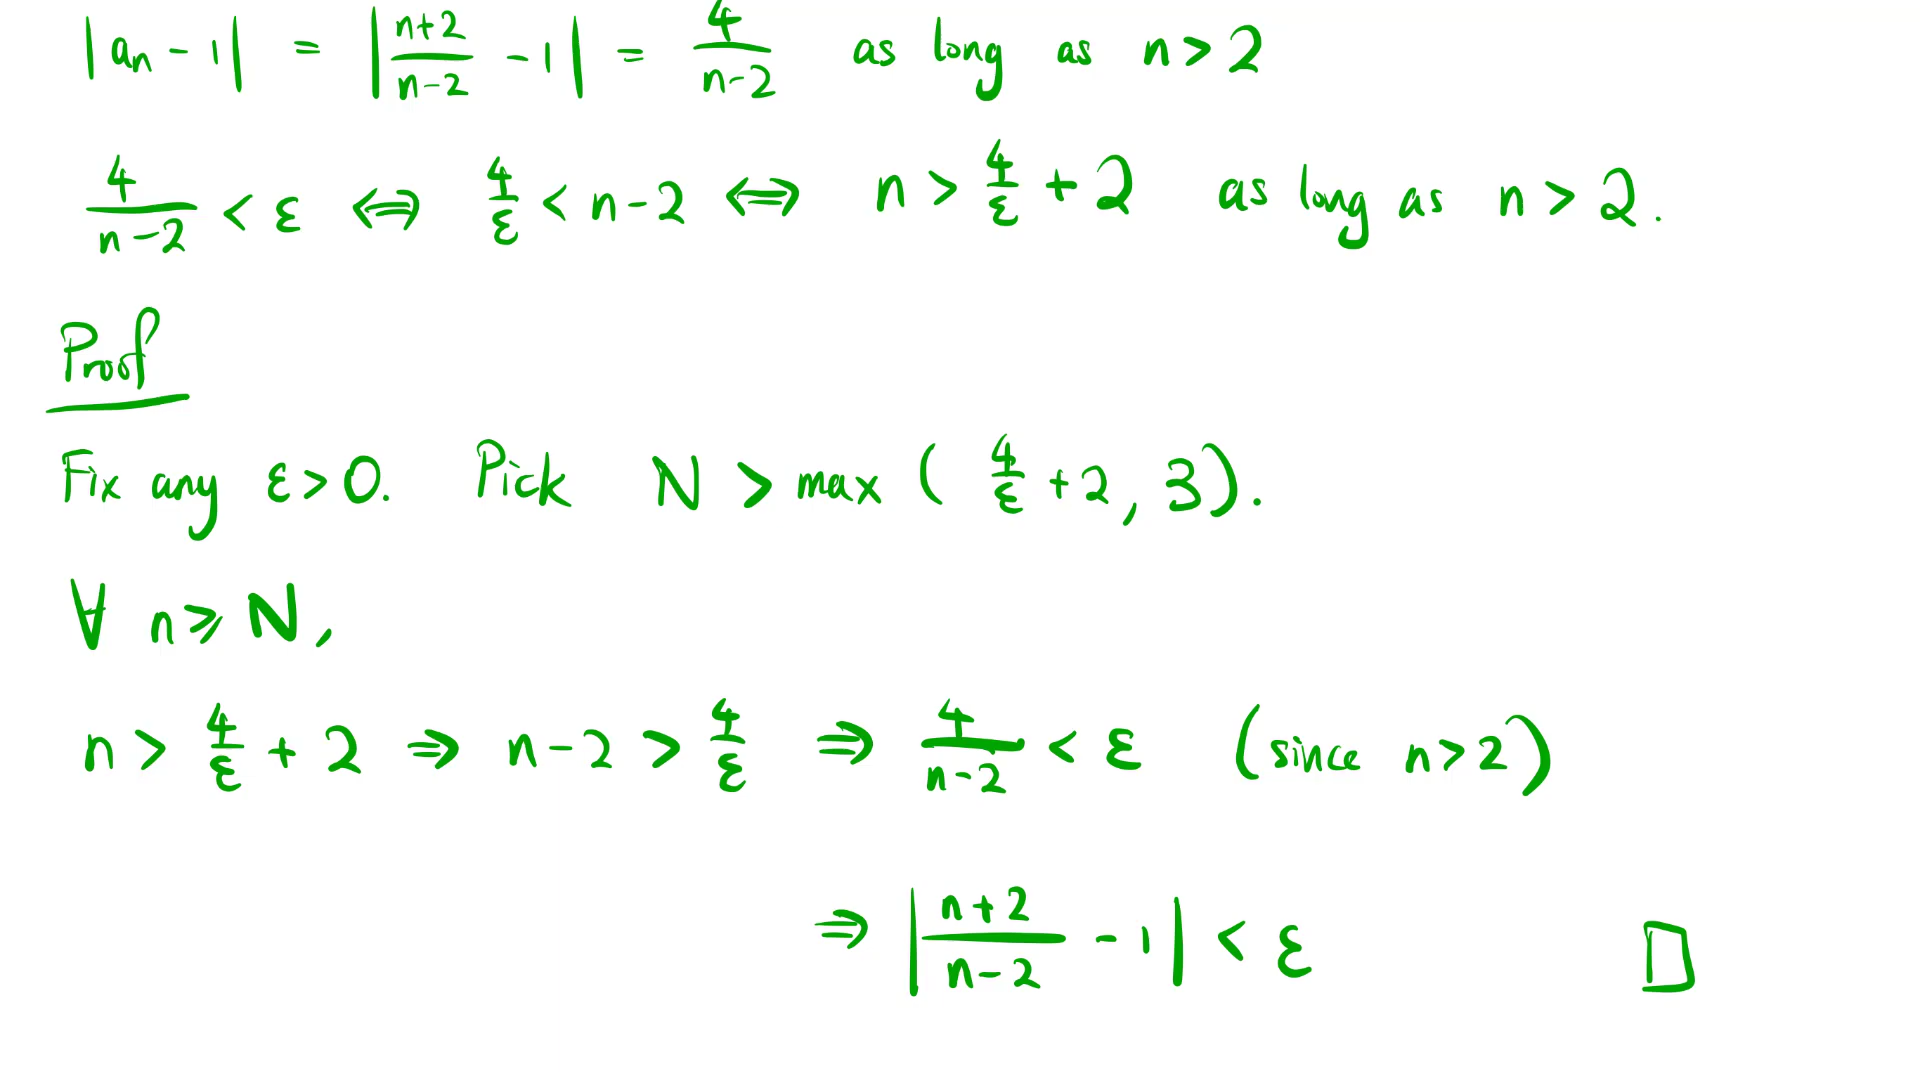 |aₙ - 1| = |(n+2)/(n-2) - 1| = 4/(n-2) as long as n > 2
4/(n-2) < ε ⟺ 4/ε < n-2 ⟺ n > 4/ε + 2 as long as n > 2.
Proof
Fix any ε > 0. Pick N > max (4/ε + 2, 3).
∀ n ⩾ N,
n > 4/ε + 2 ⇒ n-2 > 4/ε ⇒ 4/(n-2) < ε (since n > 2)
⇒ |(n+2)/(n-2) - 1| < ε □